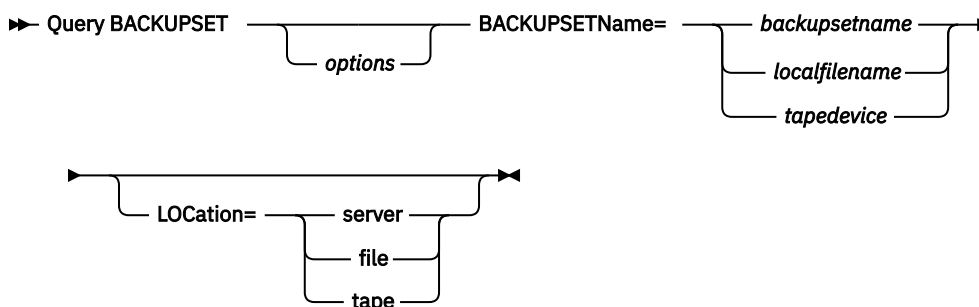 Query BACKUPSET options BACKUPSETName= backupsetname
localfilename
tapedevice
LOCation= server
file
tape